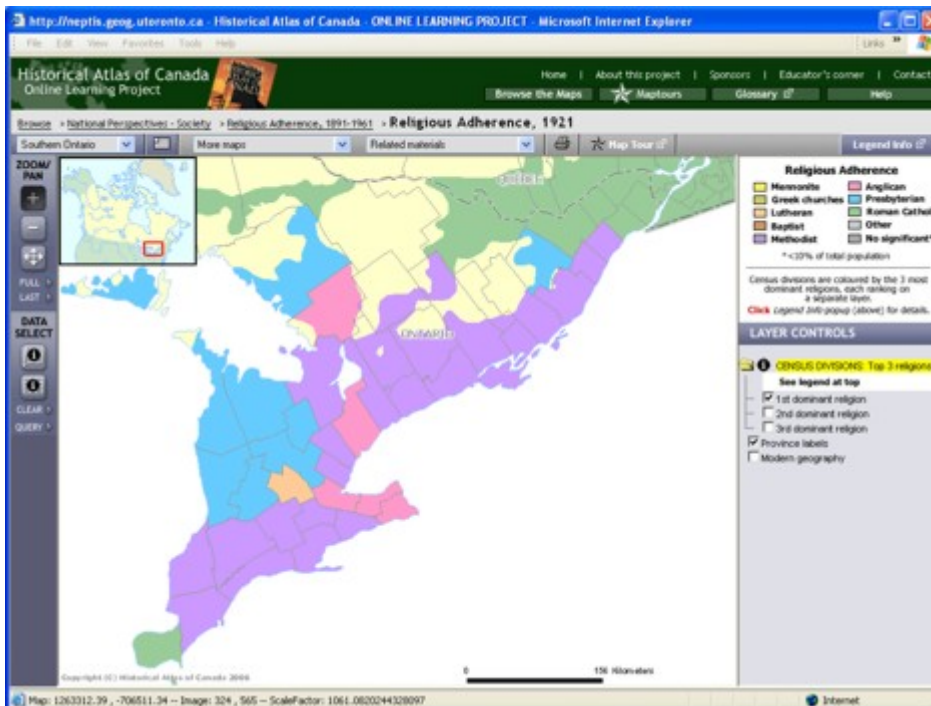 http://neptis.geog.utoronto.ca - Historical Atlas of Canada - ONLINE LEARNING PROJECT - Microsoft Internet Explorer
File Edit View Favorites Tools Help Links »
Historical Atlas of Canada
Online Learning Project
Home | About this project | Sponsors | Educator's corner | Contact
Browse the Maps Maptours Glossary Help
Browse » National Perspectives - Society » Religious Adherence, 1891-1961 » Religious Adherence, 1921
Southern Ontario More maps Related materials Map Tour Legend Info
ZOOM/
PAN
FULL
LAST
DATA
SELECT
CLEAR
QUERY
QUEBEC
ONTARIO
Copyright (C) Historical Atlas of Canada 2004
0 156 Kilometers
Religious Adherence
Mennonite Anglican
Greek churches Presbyterian
Lutheran Roman Cathol
Baptist Other
Methodist No significant*
*<10% of total population
Census divisions are coloured by the 3 most
dominant religions, each ranking on
a separate layer.
Click Legend Info popup (above) for details.
LAYER CONTROLS
CENSUS DIVISIONS: Top 3 religions
See legend at top
1st dominant religion
2nd dominant religion
3rd dominant religion
Province labels
Modern geography
Map: 1263312.39 , -706511.34 -- Image: 324 , 565 -- ScaleFactor: 1061.0820244328097 Internet